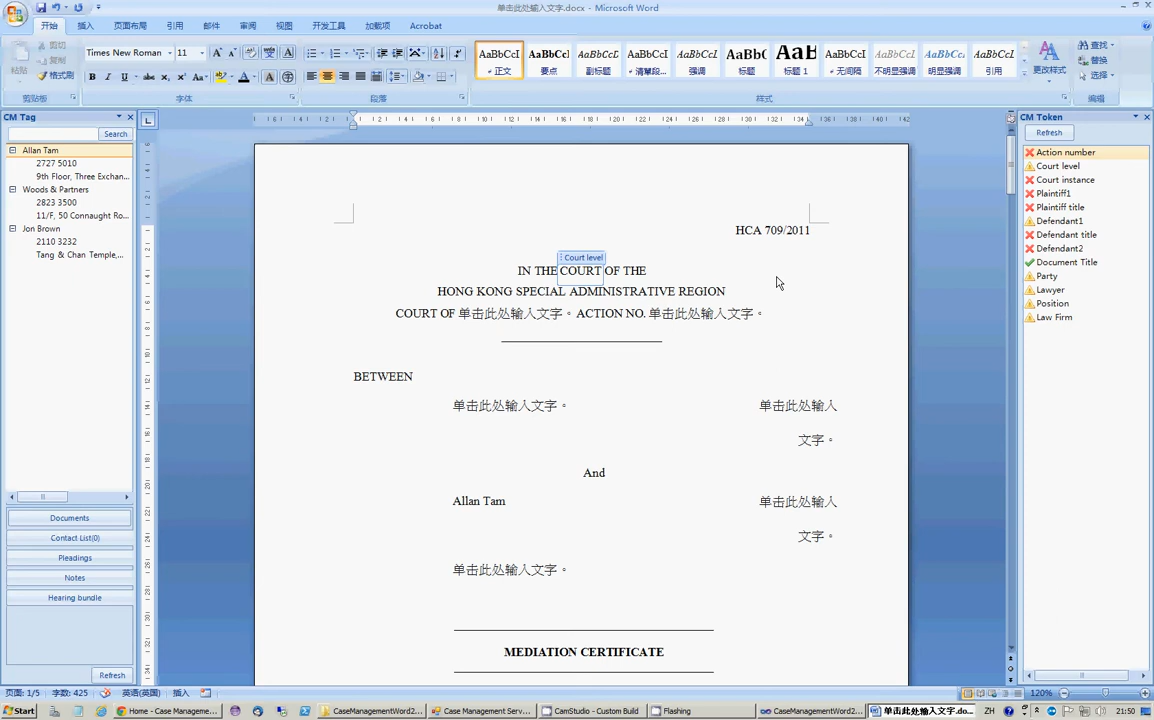 单击此处输入文字.docx - Microsoft Word
开始 插入 页面布局 引用 邮件 审阅 视图 开发工具 加载项 Acrobat
粘贴
剪切
复制
格式刷
Times New Roman 11
AaBbCcI AaBbCcI AaBbCcI AaBbCcI AaBbCcI AaBb( AaB AaBbCcI AaBbCcI AaBbCcI AaBbCcI
正文 要点 副标题 清單段... 强调 标题 标题 1 无间隔 不明显强调 明显强调 引用
更改样式
查找
替换
选择
剪贴板 字体 段落 样式 编辑
CM Tag
Search
Allan Tam
2727 5010
9th Floor, Three Exchan...
Woods & Partners
2823 3500
11/F, 50 Connaught Ro...
Jon Brown
2110 3232
Tang & Chan Temple,...
Documents
Contact List(0)
Pleadings
Notes
Hearing bundle
Refresh
HCA 709/2011
Court level
IN THE COURT OF THE
HONG KONG SPECIAL ADMINISTRATIVE REGION
COURT OF 单击此处输入文字。ACTION NO. 单击此处输入文字。
BETWEEN
单击此处输入文字。 单击此处输入
文字。
And
Allan Tam 单击此处输入
文字。
单击此处输入文字。
MEDIATION CERTIFICATE
CM Token
Refresh
Action number
Court level
Court instance
Plaintiff1
Plaintiff title
Defendant1
Defendant title
Defendant2
Document Title
Party
Lawyer
Position
Law Firm
页面: 1/5 字数: 425 英语(英国) 插入 120%
Start Home - Case Manageme... CaseManagementWord2... Case Management Serv... CamStudio - Custom Build Flashing CaseManagementWord2... 单击此处输入文字.do... ZH 21:50